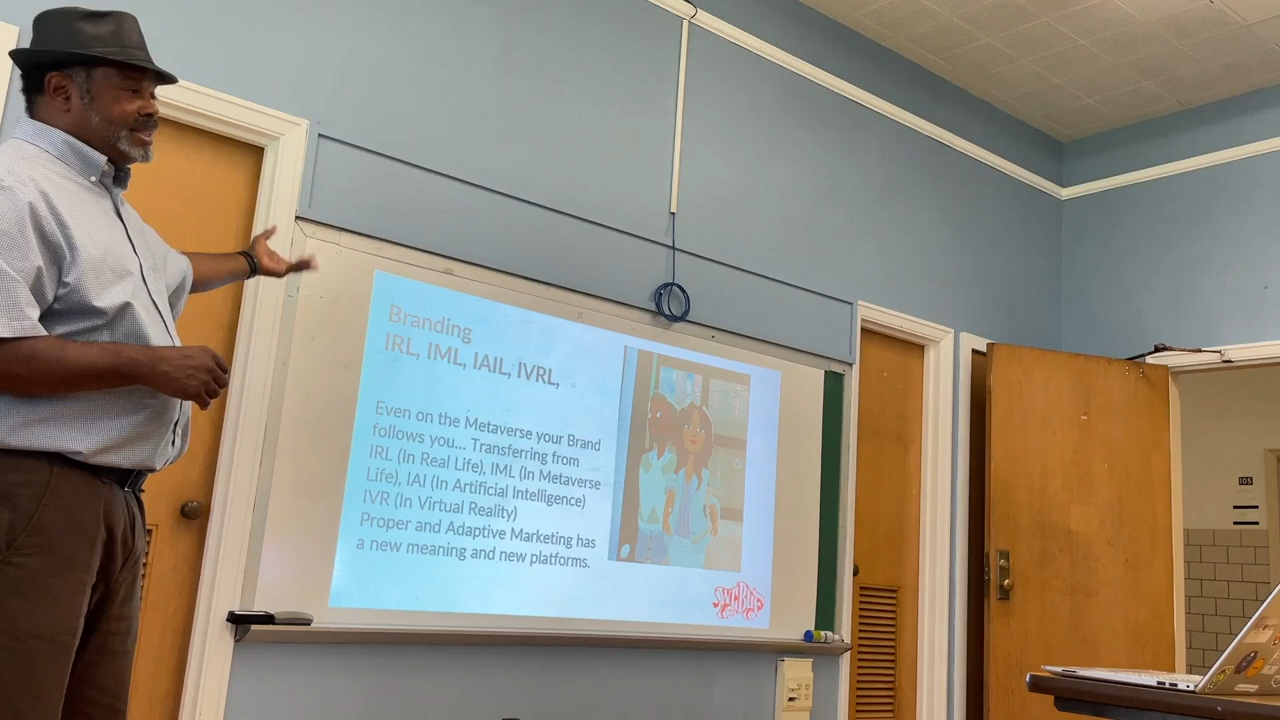 Branding
IRL, IML, IAIL, IVRL,
Even on the Metaverse your Brand
follows you... Transferring from
IRL (In Real Life), IML (In Metaverse
Life), IAI (In Artificial Intelligence)
IVR (In Virtual Reality)
Proper and Adaptive Marketing has
a new meaning and new platforms.
105